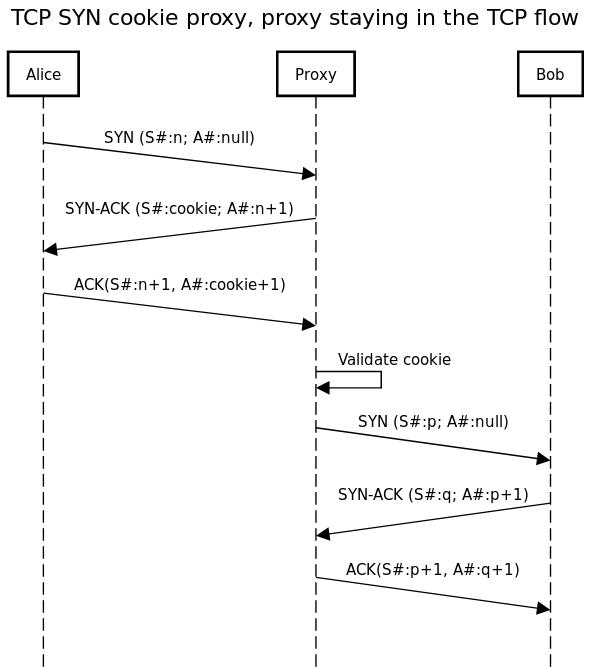 TCP SYN cookie proxy, proxy staying in the TCP flow
Alice
Proxy
Bob
SYN (S#:n; A#:null)
SYN-ACK (S#:cookie; A#:n+1)
ACK(S#:n+1, A#:cookie+1)
Validate cookie
SYN (S#:p; A#:null)
SYN-ACK (S#:q; A#:p+1)
ACK(S#:p+1, A#:q+1)